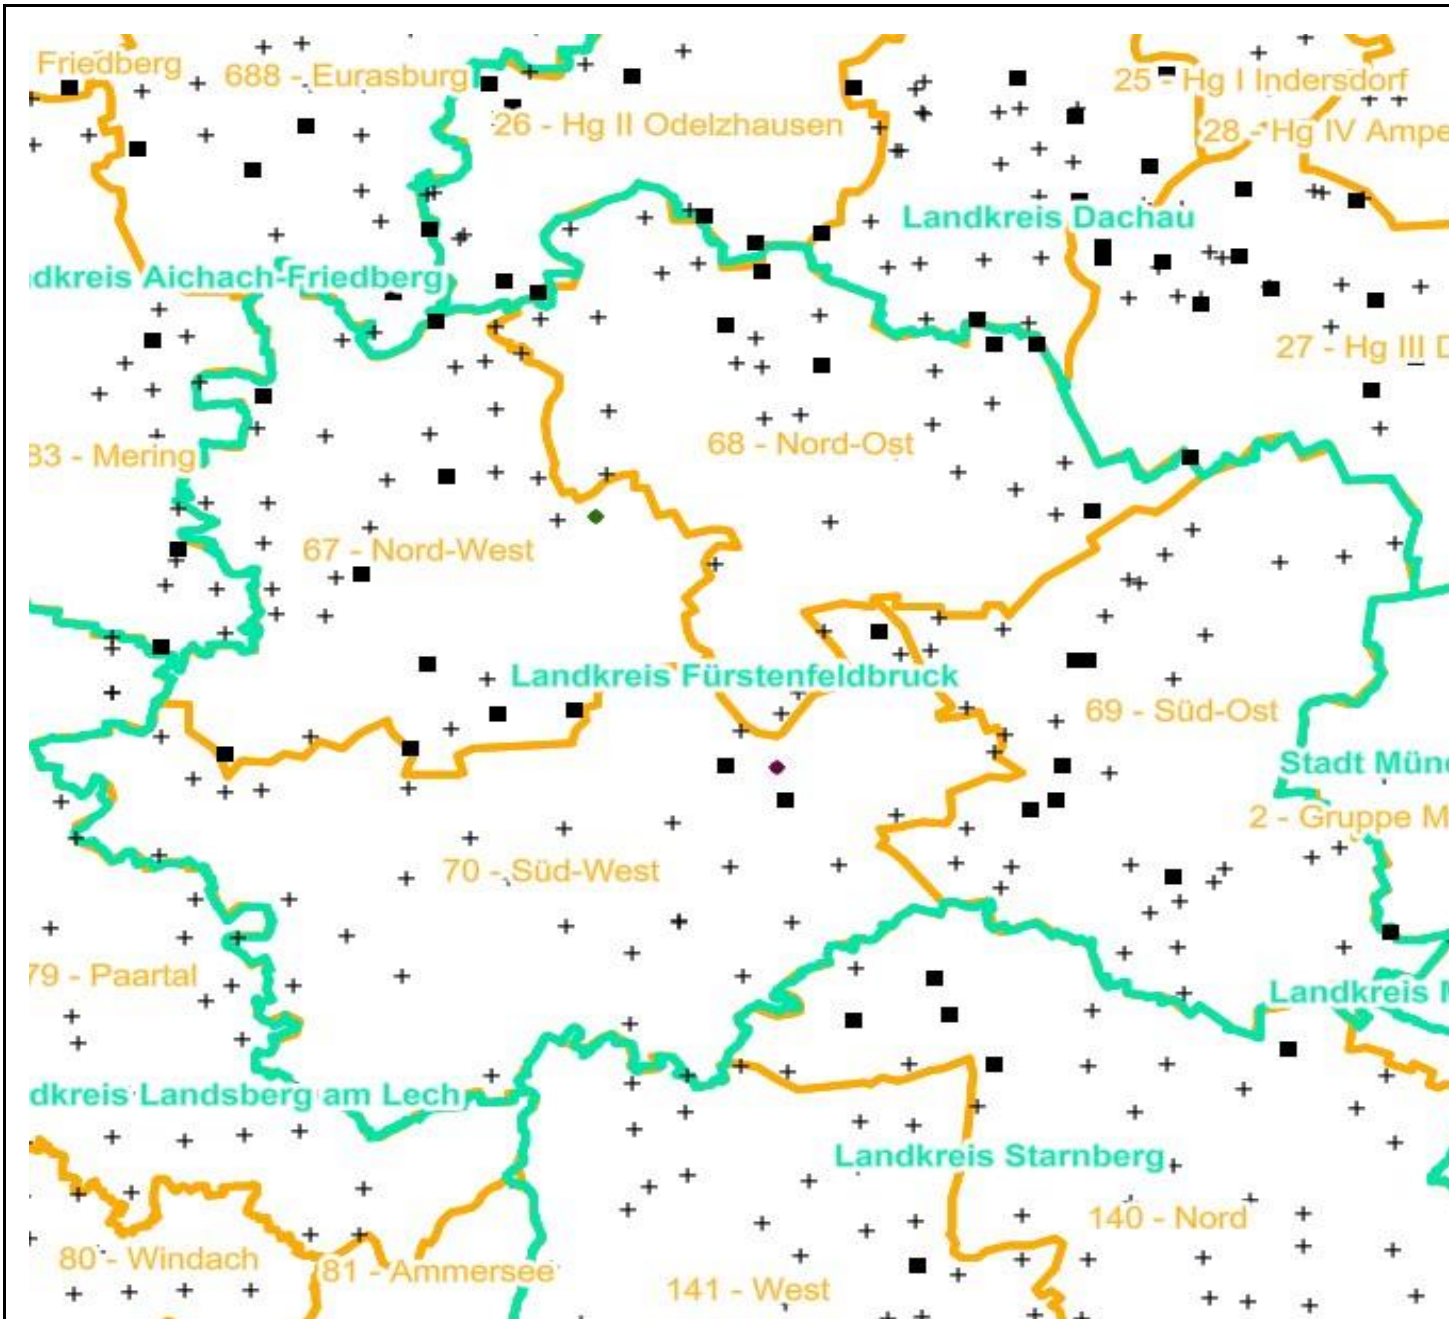 Friedberg
688 - Eurasburg
25 - Hg I Indersdorf
26 - Hg II Odelzhausen
28 - Hg IV Ampe
Landkreis Dachau
dkreis Aichach-Friedberg
27 - Hg III D
83 - Mering
68 - Nord-Ost
67 - Nord-West
Landkreis Fürstenfeldbruck
69 - Süd-Ost
Stadt Münc
2 - Gruppe M
70 - Süd-West
79 - Paartal
Landkreis M
dkreis Landsberg am Lech
Landkreis Starnberg
140 - Nord
80 - Windach
81 - Ammersee
141 - West